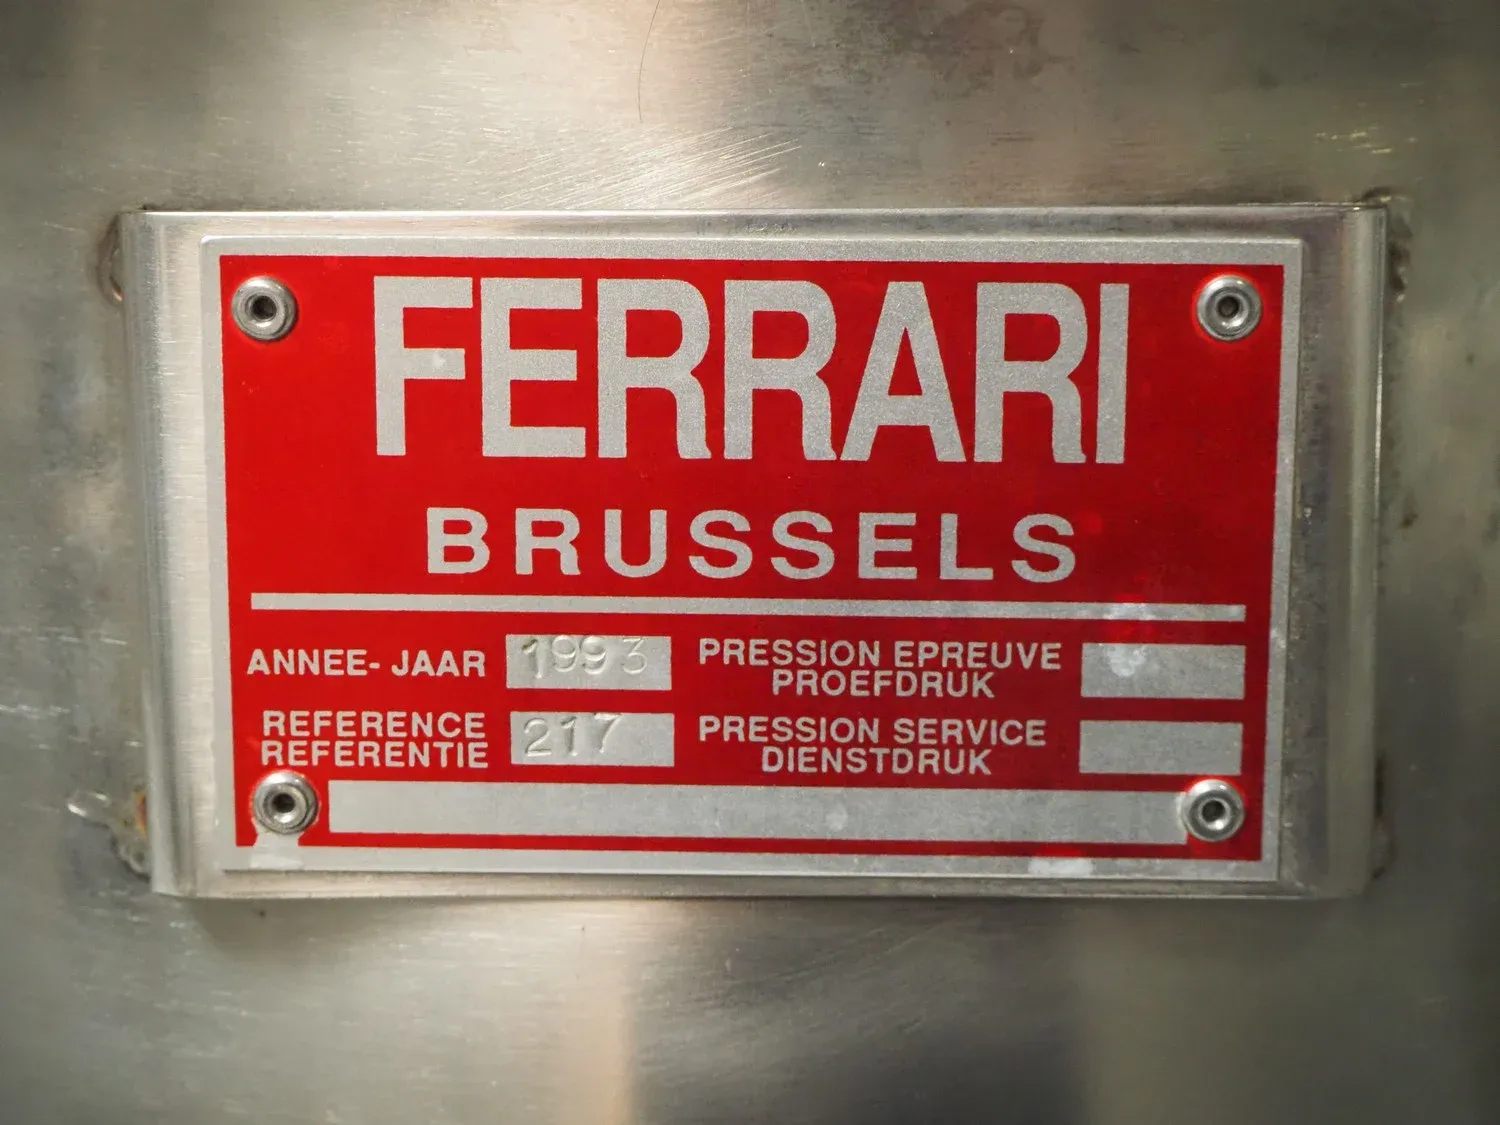 FERRARI
BRUSSELS
ANNEE- JAAR 1993
REFERENCE
REFERENTIE 217
PRESSION EPREUVE
PROEFDRUK
PRESSION SERVICE
DIENSTDRUK